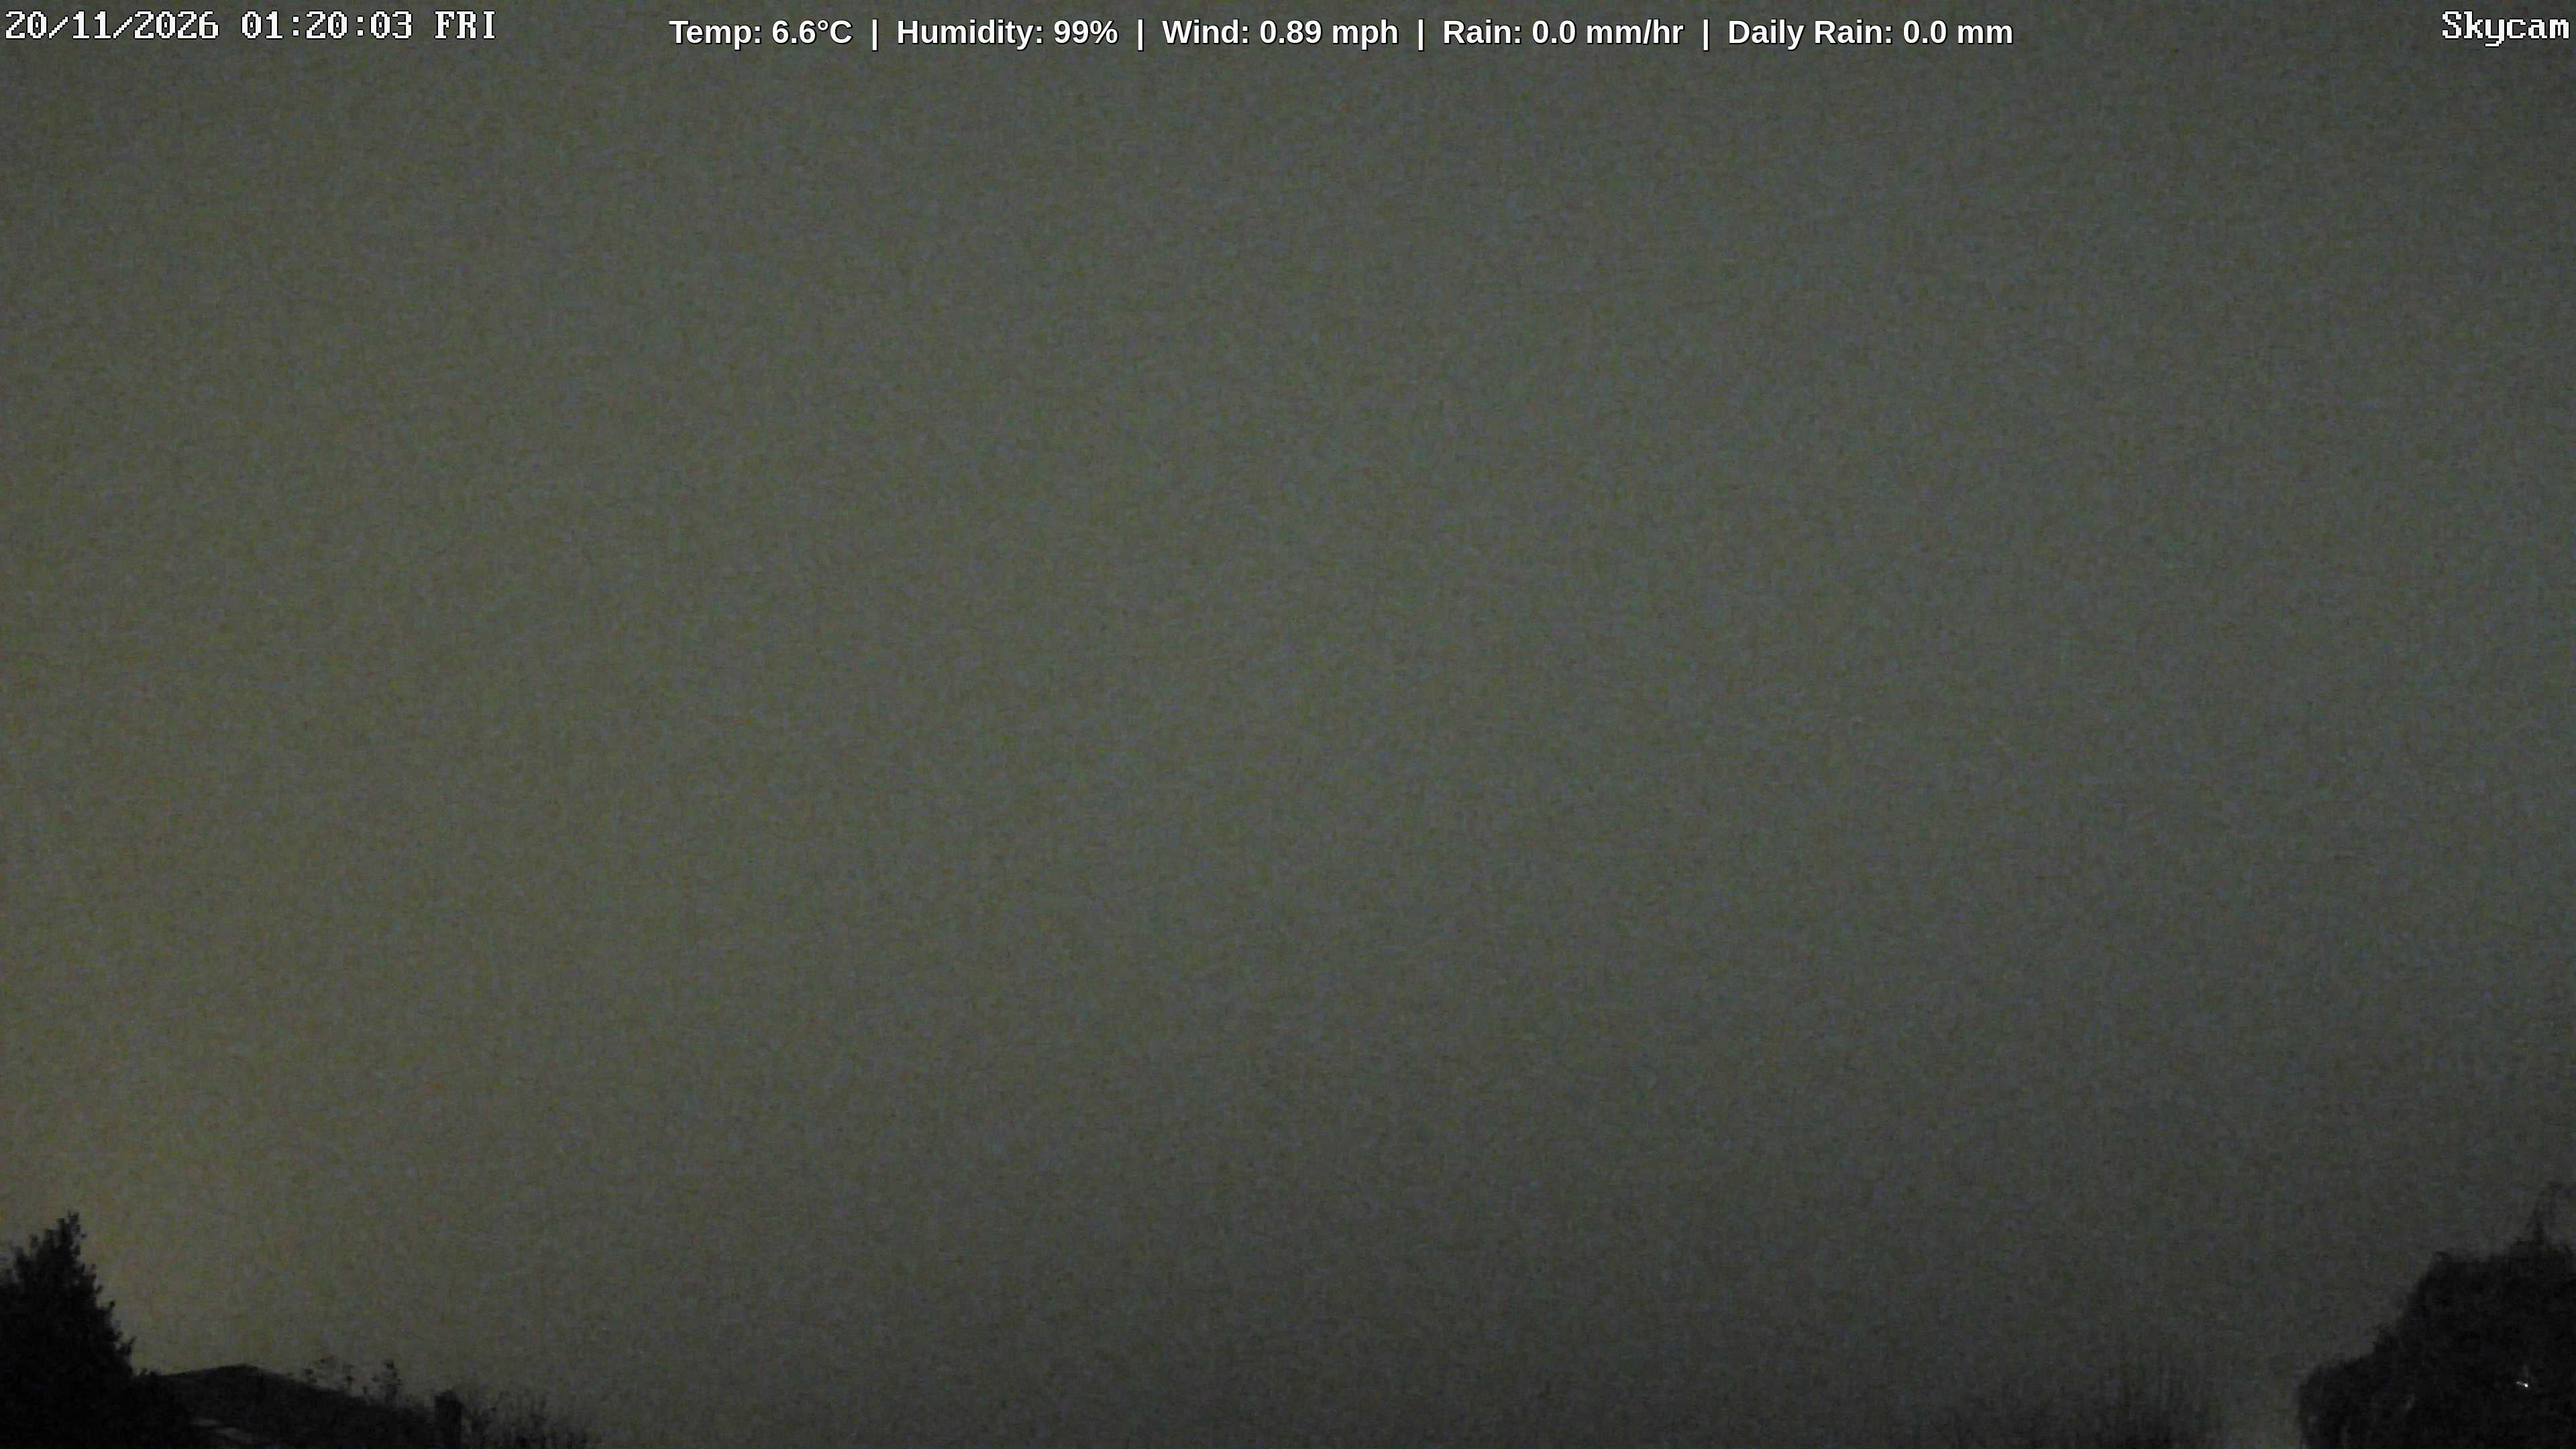 20/11/2026 01:20:03 FRI
Temp: 6.6°C | Humidity: 99% | Wind: 0.89 mph | Rain: 0.0 mm/hr | Daily Rain: 0.0 mm
Skycam